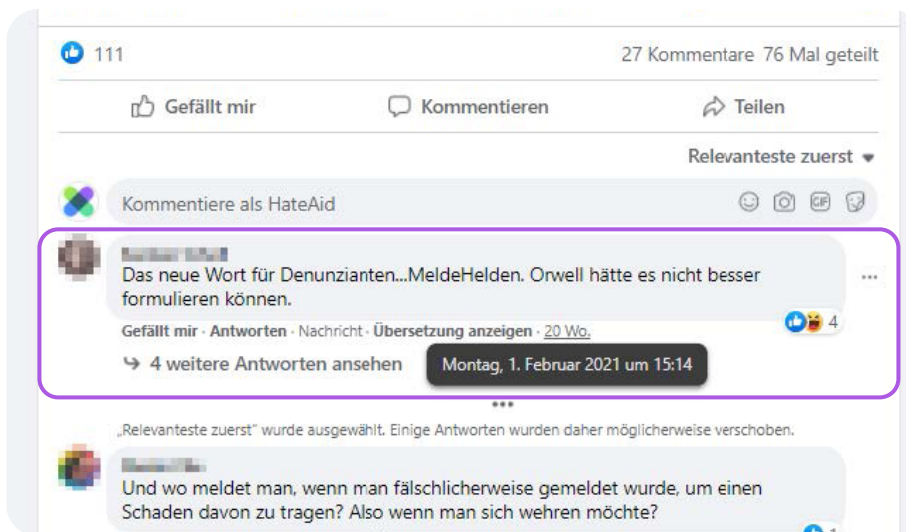 111
27 Kommentare 76 Mal geteilt
Gefällt mir
Kommentieren
Teilen
Relevanteste zuerst
Kommentiere als HateAid
GIF
Das neue Wort für Denunzianten...MeldeHelden. Orwell hätte es nicht besser
formulieren können.
4
Gefällt mir · Antworten · Nachricht · Übersetzung anzeigen · 20 Wo.
4 weitere Antworten ansehen
Montag, 1. Februar 2021 um 15:14
„Relevanteste zuerst“ wurde ausgewählt. Einige Antworten wurden daher möglicherweise verschoben.
Und wo meldet man, wenn man fälschlicherweise gemeldet wurde, um einen
Schaden davon zu tragen? Also wenn man sich wehren möchte?
1